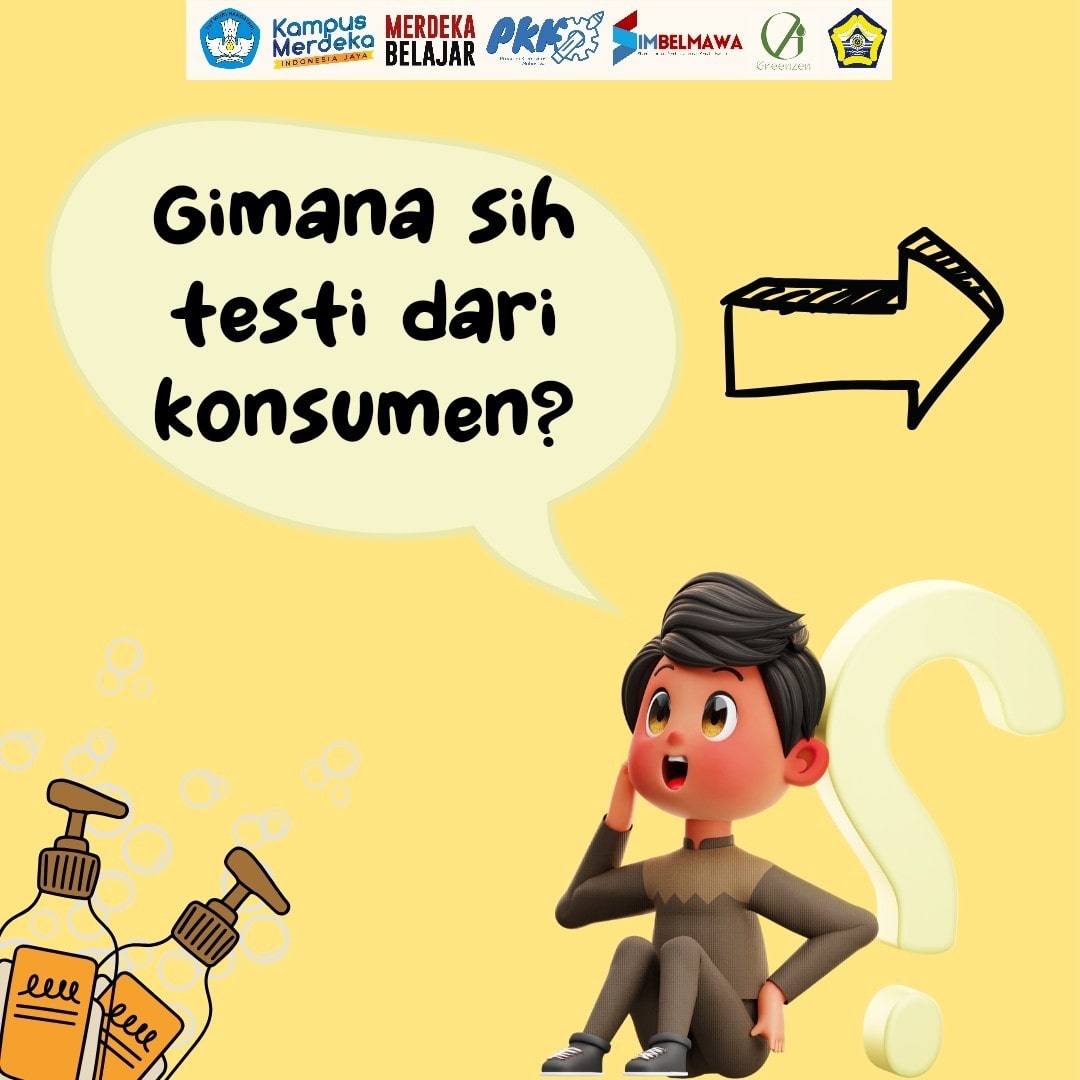 Kampus
Merdeka
INDONESIA JAYA
MERDEKA
BELAJAR
PKK
SIMBELMAWA
Greenzen
Gimana sih
testi dari
konsumen?